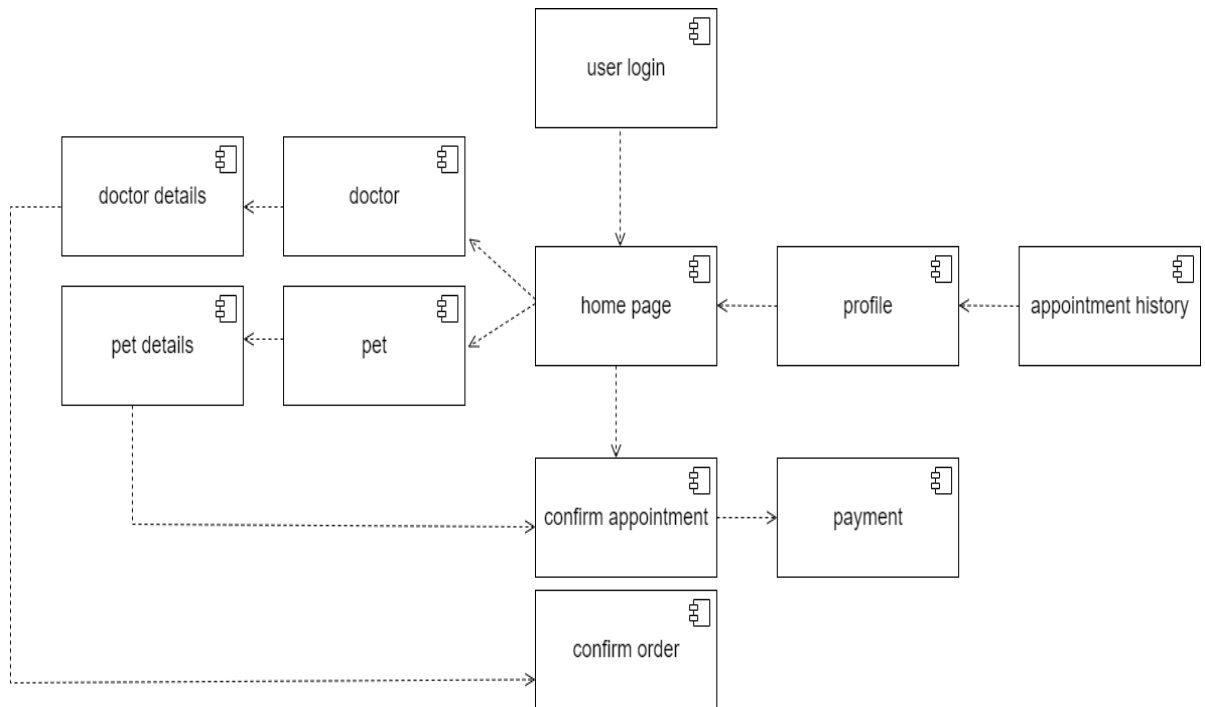 user login
doctor details
doctor
home page
profile
appointment history
pet details
pet
confirm appointment
payment
confirm order